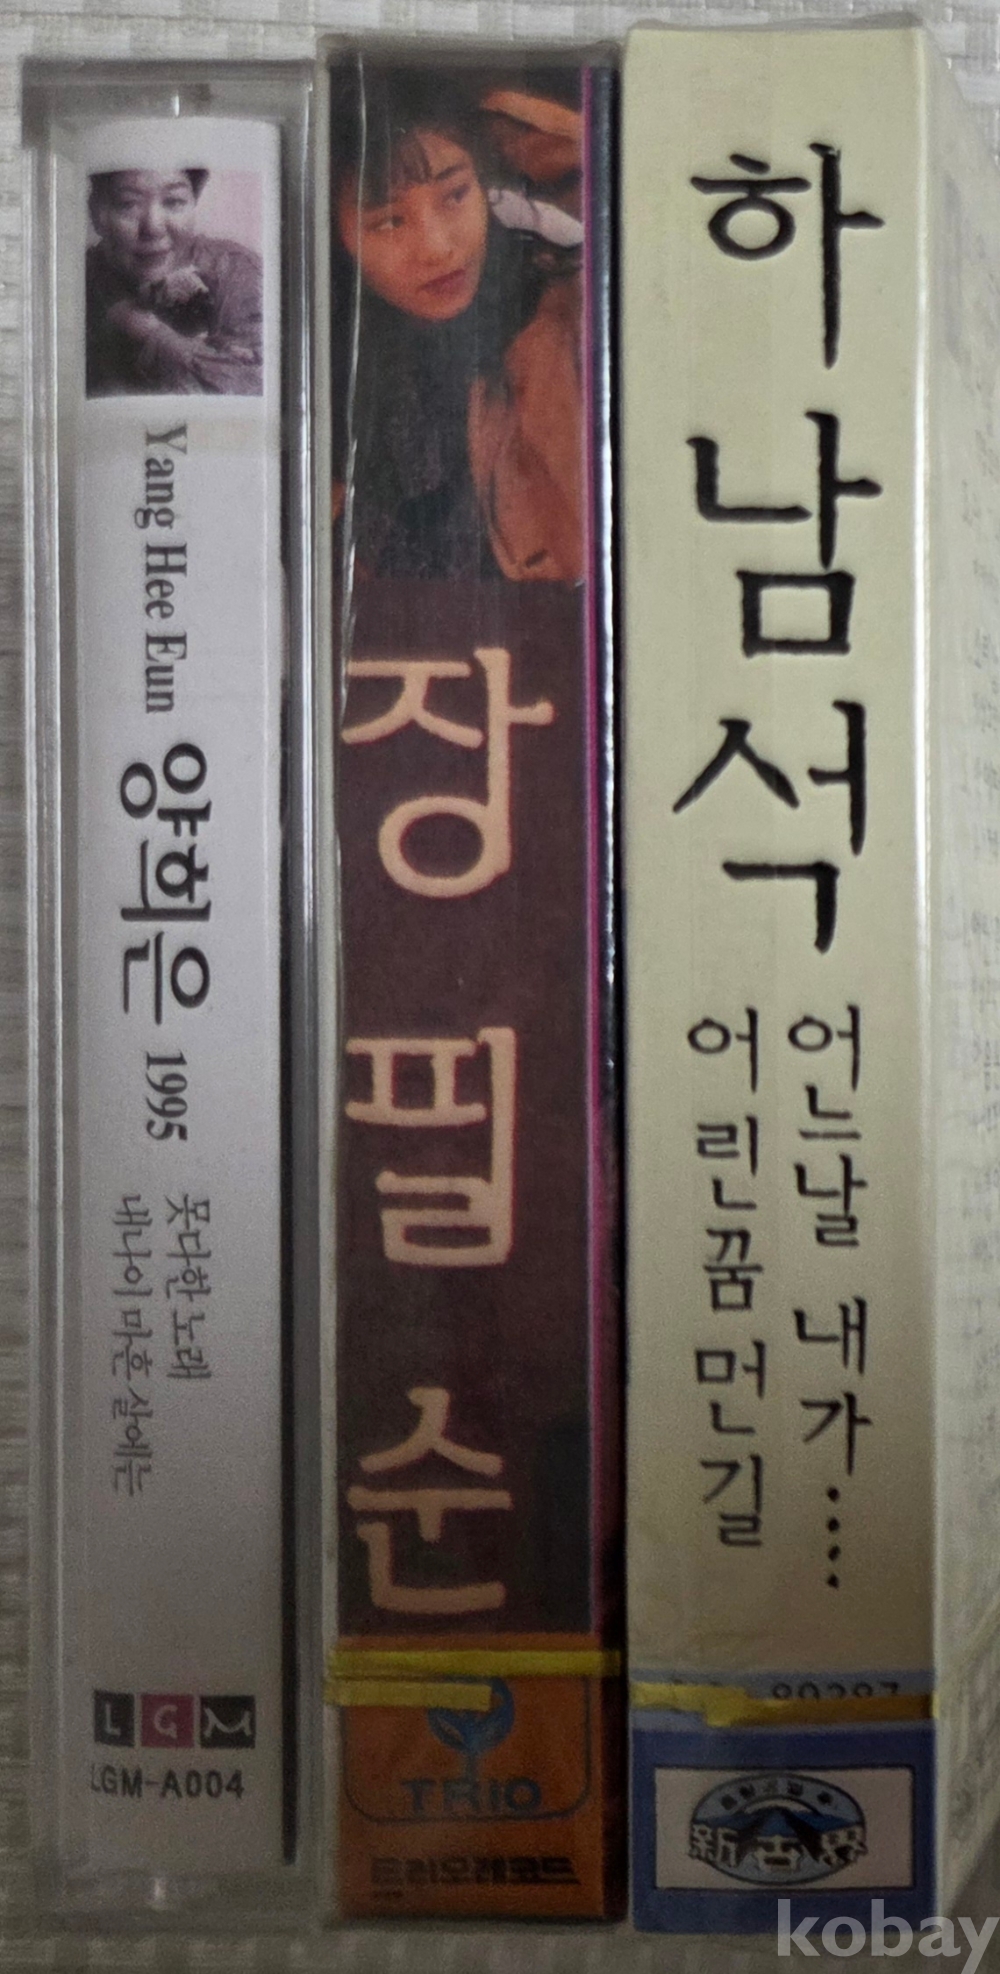 Yang Hee Eun 양희은 1995
못다한 노래
내 나이 마흔 살에는
LGM
LGM-A004
장필순
TRIO
트리오레코드
하남석
어느날 내가....
어린꿈 먼길
新世界
kobay